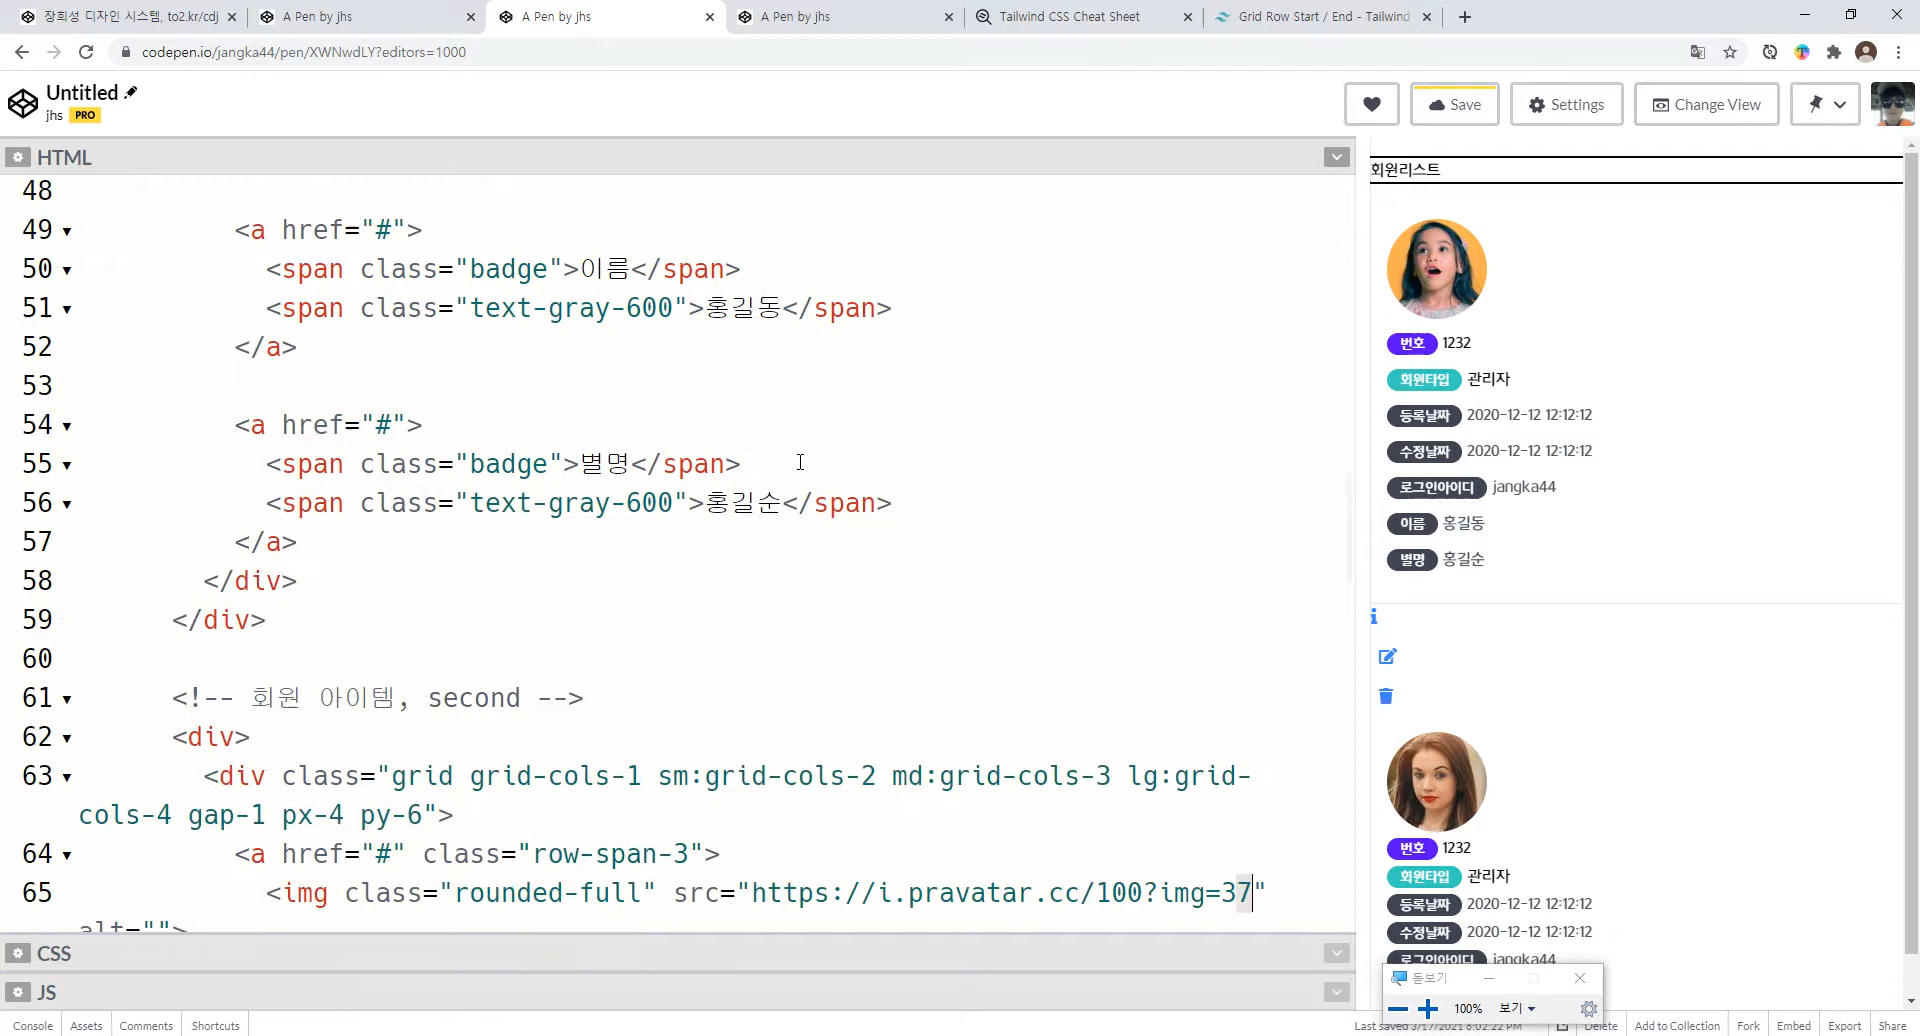 장희성 디자인 시스템, to2.kr/cdj
A Pen by jhs
A Pen by jhs
A Pen by jhs
Tailwind CSS Cheat Sheet
Grid Row Start / End - Tailwind
codepen.io/jangka44/pen/XWNwdLY?editors=1000
Untitled
jhs PRO
Save
Settings
Change View
HTML
48
49 <a href="#">
50 <span class="badge">이름</span>
51 <span class="text-gray-600">홍길동</span>
52 </a>
53
54 <a href="#">
55 <span class="badge">별명</span>
56 <span class="text-gray-600">홍길순</span>
57 </a>
58 </div>
59 </div>
60
61 <!-- 회원 아이템, second -->
62 <div>
63 <div class="grid grid-cols-1 sm:grid-cols-2 md:grid-cols-3 lg:grid-
cols-4 gap-1 px-4 py-6">
64 <a href="#" class="row-span-3">
65 <img class="rounded-full" src="https://i.pravatar.cc/100?img=37"
alt="">
CSS
JS
회원리스트
번호 1232
회원타입 관리자
등록날짜 2020-12-12 12:12:12
수정날짜 2020-12-12 12:12:12
로그인아이디 jangka44
이름 홍길동
별명 홍길순
번호 1232
회원타입 관리자
등록날짜 2020-12-12 12:12:12
수정날짜 2020-12-12 12:12:12
로그인아이디 jangka44
돋보기
100% 보기
Console
Assets
Comments
Shortcuts
Last saved 3/17/2021 8:02:22 PM
Delete
Add to Collection
Fork
Embed
Export
Share